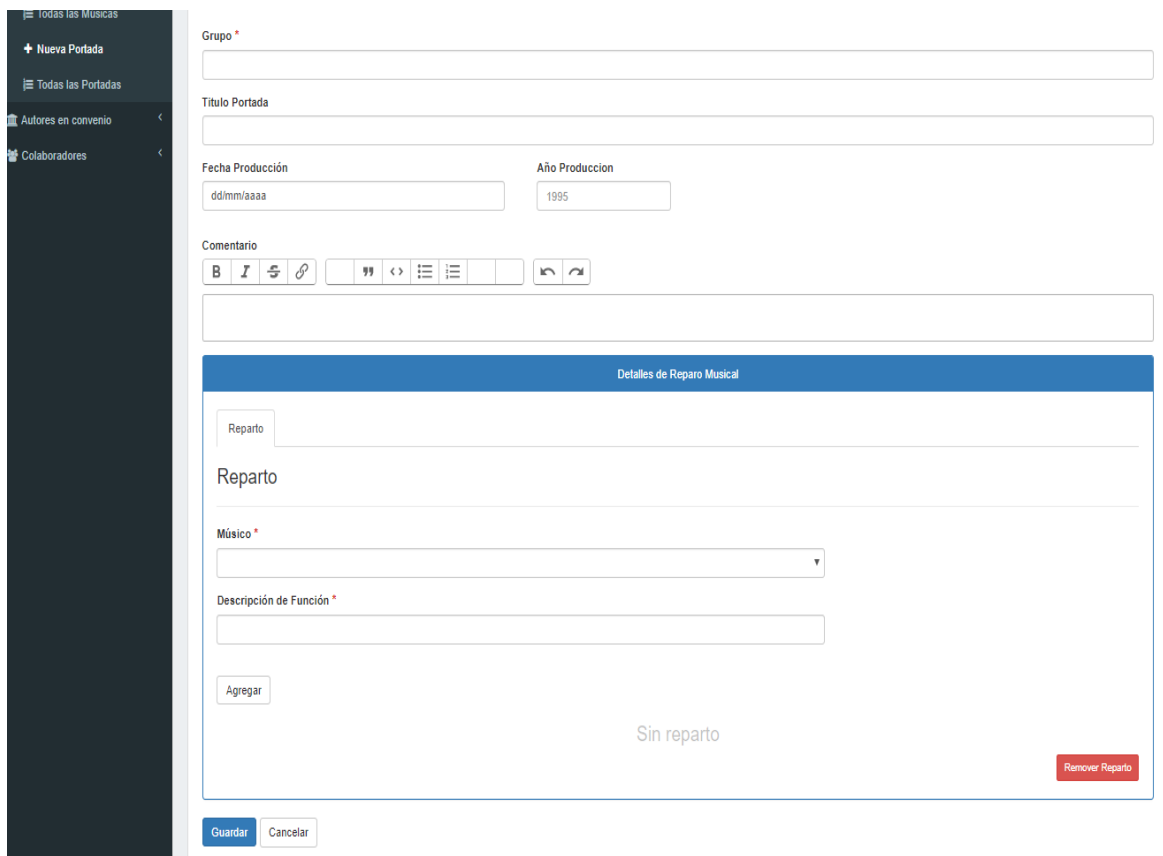 Todas las Músicas
Nueva Portada
Todas las Portadas
Autores en convenio
Colaboradores
Grupo *
Título Portada
Fecha Producción Año Produccion
dd/mm/aaaa 1995
Comentario
Detalles de Reparo Musical
Reparto
Reparto
Músico *
Descripción de Función *
Agregar
Sin reparto
Remover Reparto
Guardar Cancelar